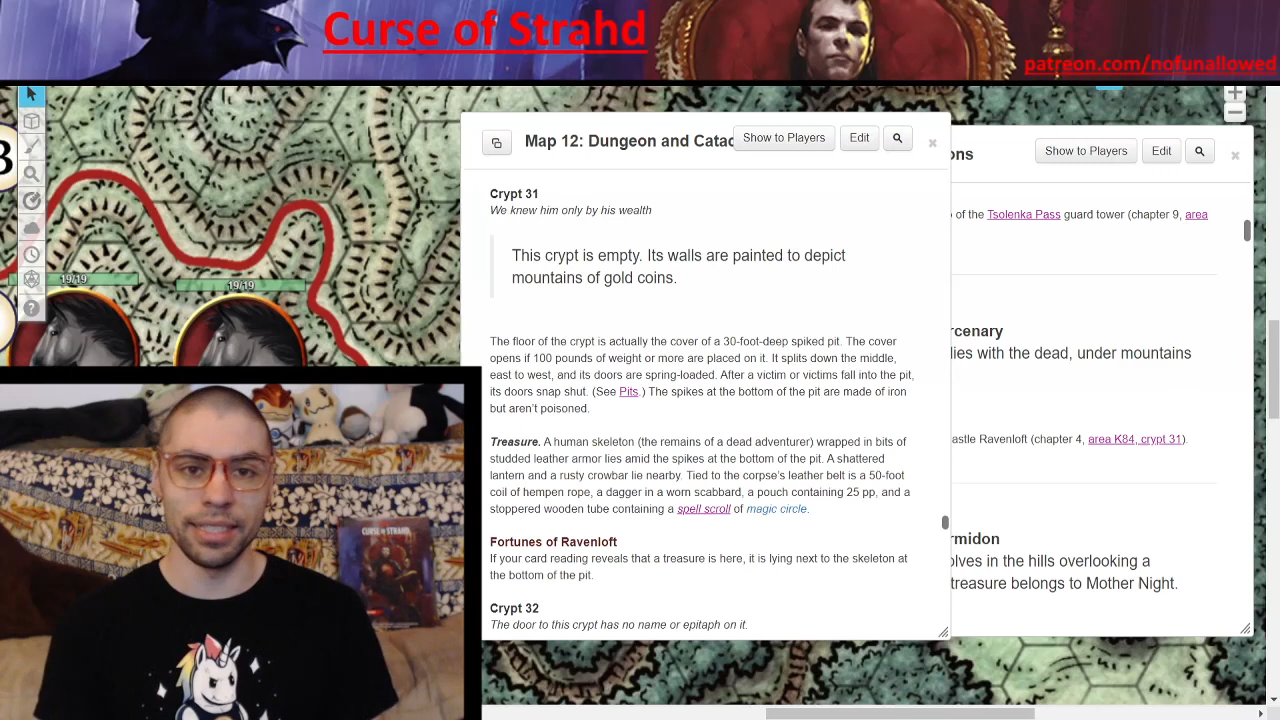 Curse of Strahd
patreon.com/nofunallowed
3
19/19
19/19
Map 12: Dungeon and Catac
Show to Players
Edit
Crypt 31
We knew him only by his wealth
This crypt is empty. Its walls are painted to depict
mountains of gold coins.
The floor of the crypt is actually the cover of a 30-foot-deep spiked pit. The cover
opens if 100 pounds of weight or more are placed on it. It splits down the middle,
east to west, and its doors are spring-loaded. After a victim or victims fall into the pit,
its doors snap shut. (See Pits.) The spikes at the bottom of the pit are made of iron
but aren't poisoned.
Treasure. A human skeleton (the remains of a dead adventurer) wrapped in bits of
studded leather armor lies amid the spikes at the bottom of the pit. A shattered
lantern and a rusty crowbar lie nearby. Tied to the corpse's leather belt is a 50-foot
coil of hempen rope, a dagger in a worn scabbard, a pouch containing 25 pp, and a
stoppered wooden tube containing a spell scroll of magic circle.
Fortunes of Ravenloft
If your card reading reveals that a treasure is here, it is lying next to the skeleton at
the bottom of the pit.
Crypt 32
The door to this crypt has no name or epitaph on it.
ons
Show to Players
Edit
of the Tsolenka Pass guard tower (chapter 9, area
rcenary
lies with the dead, under mountains
astle Ravenloft (chapter 4, area K84, crypt 31).
rmidon
olves in the hills overlooking a
treasure belongs to Mother Night.
CURSE OF STRAHD